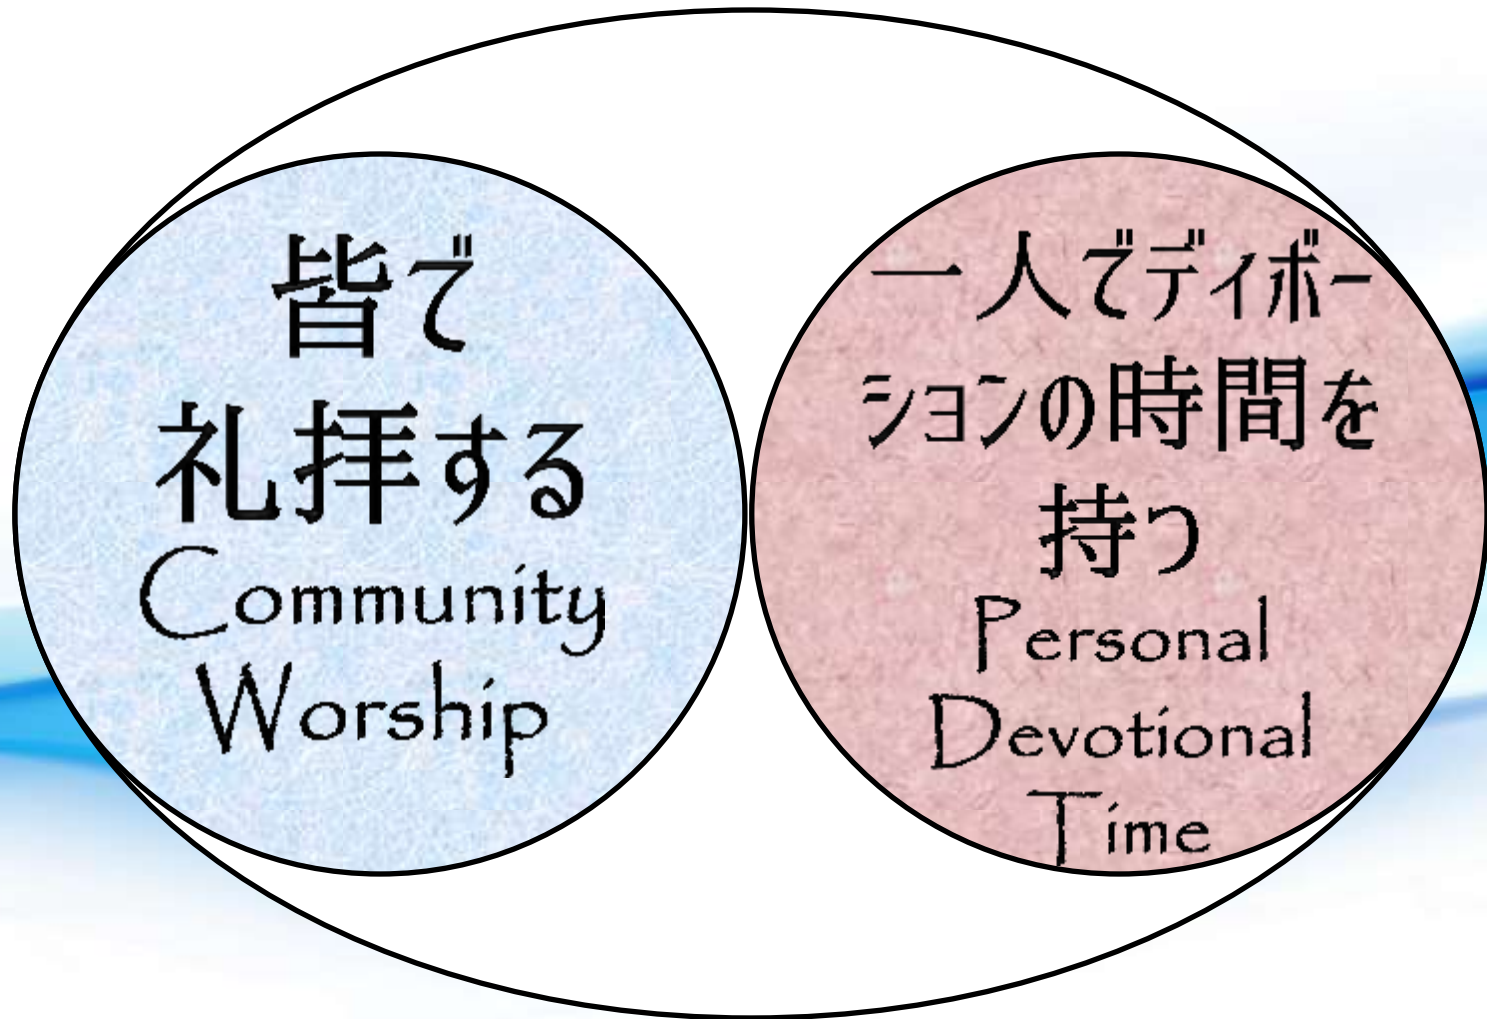 皆で
礼拝する
Community
Worship
一人でディボー
ションの時間を
持つ
Personal
Devotional
Time